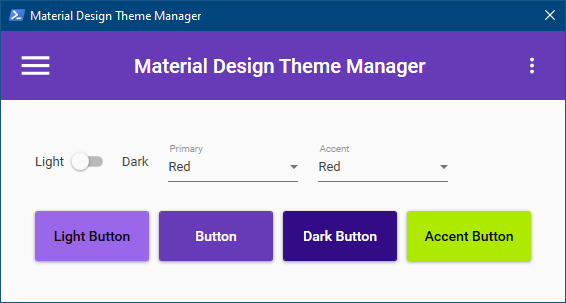 Material Design Theme Manager
Material Design Theme Manager
Primary
Accent
Light
Dark
Red
Red
Light Button
Button
Dark Button
Accent Button